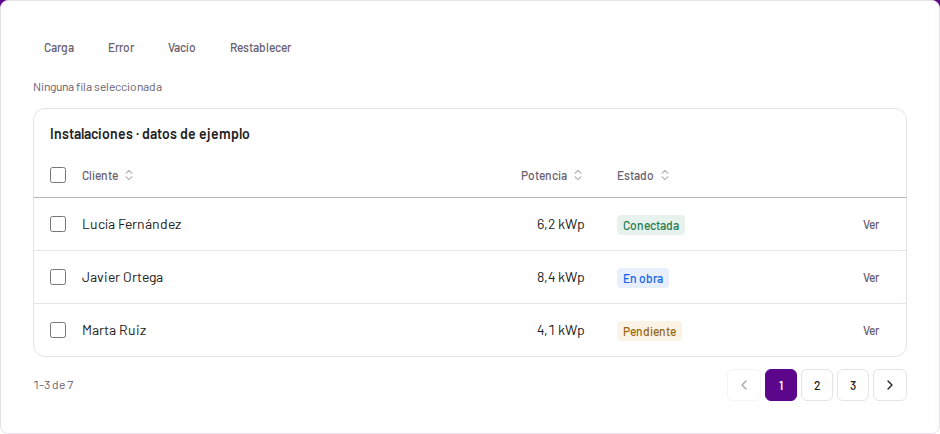 Carga Error Vacío Restablecer
Ninguna fila seleccionada
Instalaciones · datos de ejemplo
Cliente Potencia Estado
Lucía Fernández 6,2 kWp Conectada Ver
Javier Ortega 8,4 kWp En obra Ver
Marta Ruiz 4,1 kWp Pendiente Ver
1–3 de 7 1 2 3